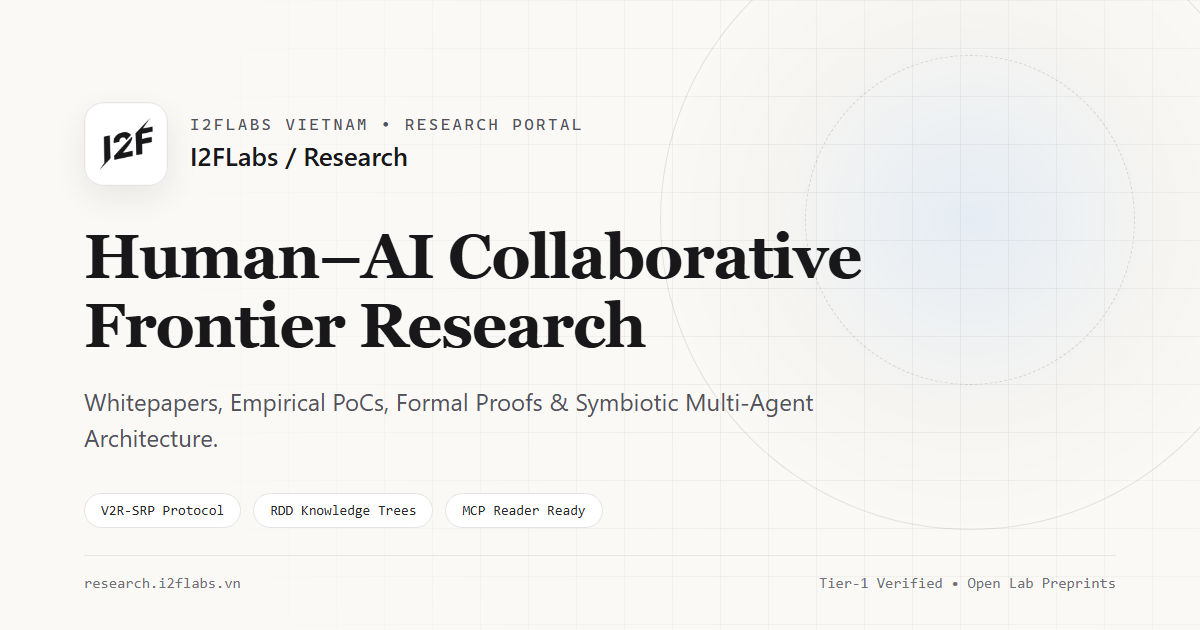 I2F
I2FLABS VIETNAM • RESEARCH PORTAL
I2FLabs / Research
Human–AI Collaborative
Frontier Research
Whitepapers, Empirical PoCs, Formal Proofs & Symbiotic Multi-Agent
Architecture.
V2R-SRP Protocol
RDD Knowledge Trees
MCP Reader Ready
research.i2flabs.vn
Tier-1 Verified • Open Lab Preprints